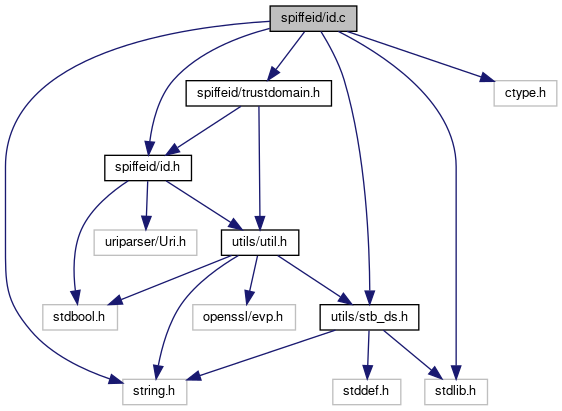 spiffeid/id.c
spiffeid/trustdomain.h
ctype.h
spiffeid/id.h
uriparser/Uri.h
utils/util.h
stdbool.h
openssl/evp.h
utils/stb_ds.h
string.h
stddef.h
stdlib.h